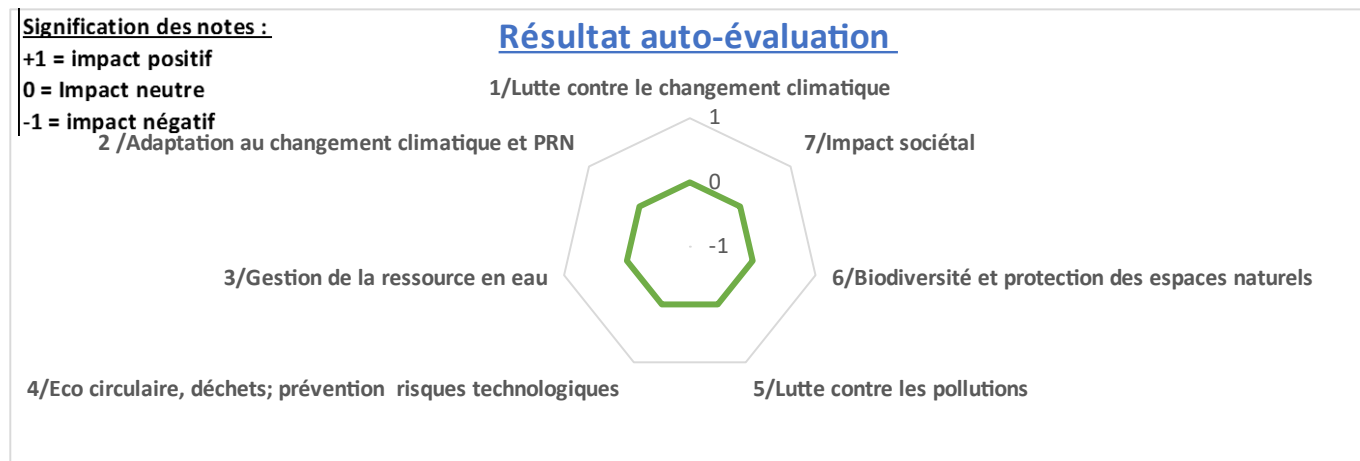 Signification des notes :
+1 = impact positif
0 = Impact neutre
-1 = impact négatif
Résultat auto-évaluation
1/Lutte contre le changement climatique
1
2 /Adaptation au changement climatique et PRN
7/Impact sociétal
0
-1
3/Gestion de la ressource en eau
6/Biodiversité et protection des espaces naturels
4/Eco circulaire, déchets; prévention  risques technologiques
5/Lutte contre les pollutions